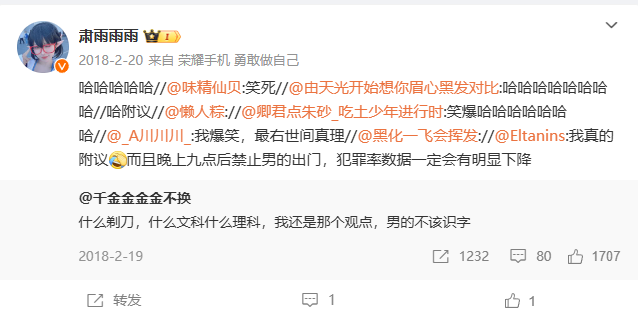 肃雨雨雨
2018-2-20 来自 荣耀手机 勇敢做自己
哈哈哈哈哈//@味精仙贝:笑死//@由天光开始想你眉心黑发对比:哈哈哈哈哈哈哈哈
哈//哈附议//@懒人粽://@卿君点朱砂_吃土少年进行时:笑爆哈哈哈哈哈哈哈
哈//@_A川川川_:我爆笑，最右世间真理//@黑化一飞会挥发://@Eltanins:我真的
附议而且晚上九点后禁止男的出门，犯罪率数据一定会有明显下降
@千金金金金不换
什么剃刀，什么文科什么理科，我还是那个观点，男的不该识字
2018-2-19 1232 80 1707
转发 1 1